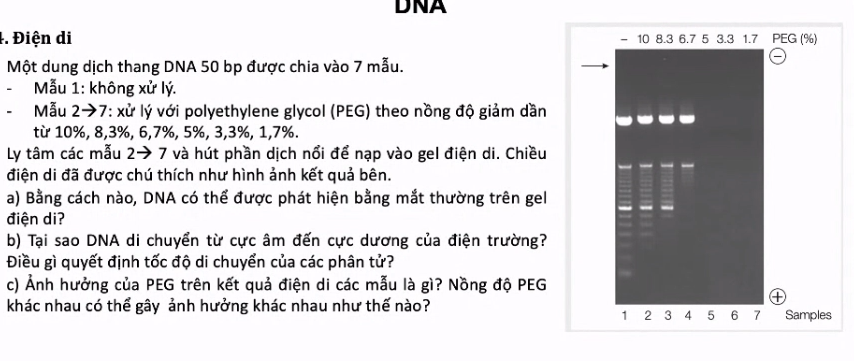 DNA
4. Điện di
Một dung dịch thang DNA 50 bp được chia vào 7 mẫu.
- Mẫu 1: không xử lý.
- Mẫu 2→7: xử lý với polyethylene glycol (PEG) theo nồng độ giảm dần
từ 10%, 8,3%, 6,7%, 5%, 3,3%, 1,7%.
Ly tâm các mẫu 2→ 7 và hút phần dịch nổi để nạp vào gel điện di. Chiều
điện di đã được chú thích như hình ảnh kết quả bên.
a) Bằng cách nào, DNA có thể được phát hiện bằng mắt thường trên gel
điện di?
b) Tại sao DNA di chuyển từ cực âm đến cực dương của điện trường?
Điều gì quyết định tốc độ di chuyển của các phân tử?
c) Ảnh hưởng của PEG trên kết quả điện di các mẫu là gì? Nồng độ PEG
khác nhau có thể gây ảnh hưởng khác nhau như thế nào?
– 10 8.3 6.7 5 3.3 1.7 PEG (%)
−
+
1 2 3 4 5 6 7 Samples